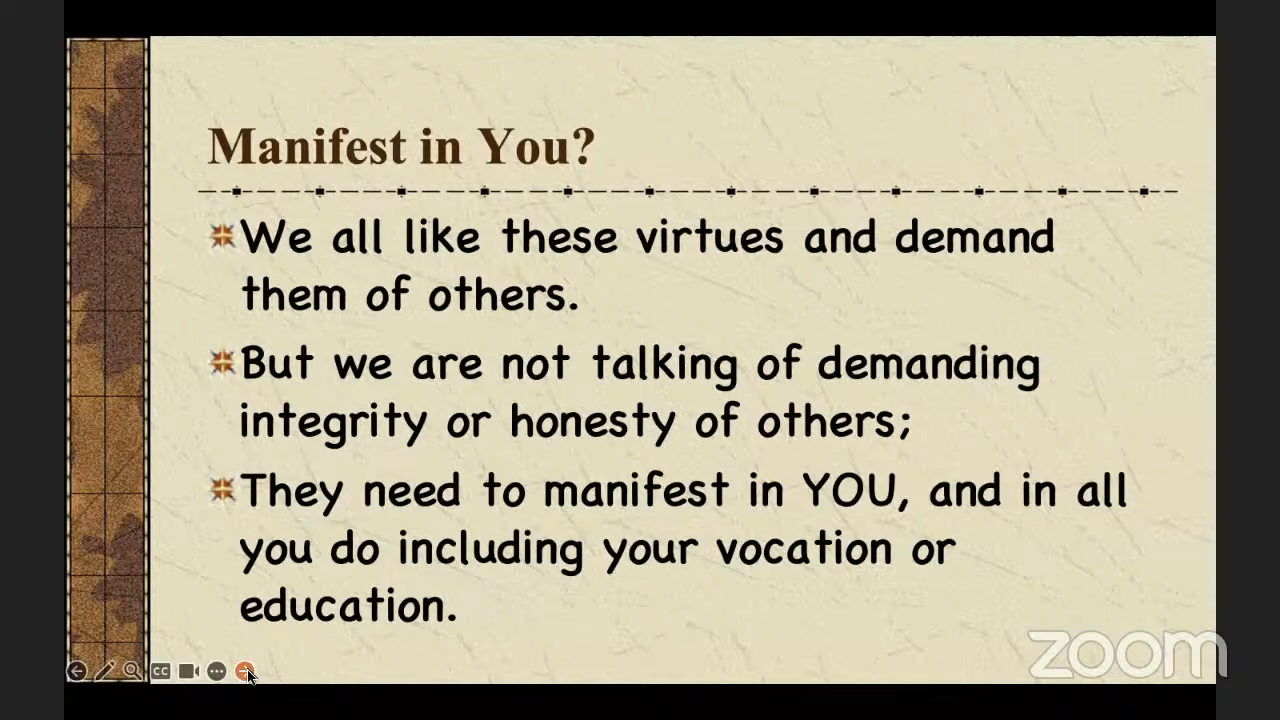 Manifest in You?
We all like these virtues and demand
them of others.
But we are not talking of demanding
integrity or honesty of others;
They need to manifest in YOU, and in all
you do including your vocation or
education.
CC
zoom